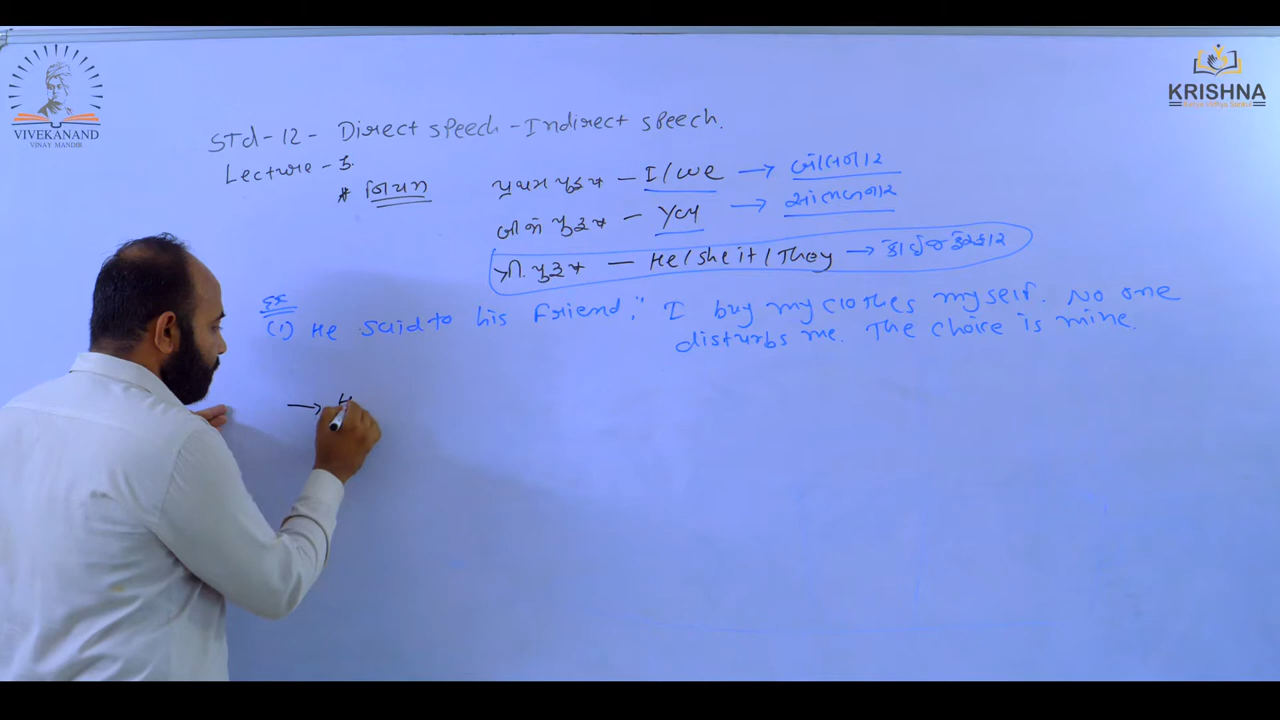 VIVEKANAND
VINAY MANDIR
KRISHNA
STd-12 - Direct speech - Indirect speech.
Lecture - 3.
* નિયમ
પ્રથમ પુરુષ - I/we → બોલનાર
બીજો પુરુષ - You → સાંભળનાર
ત્રી. પુરુષ - He/she it/They → કોઈજ ફેરફાર
Ex
(1) He said to his Friend, " I buy my clothes myself. No one
disturbs me. The choice is mine.
→ H